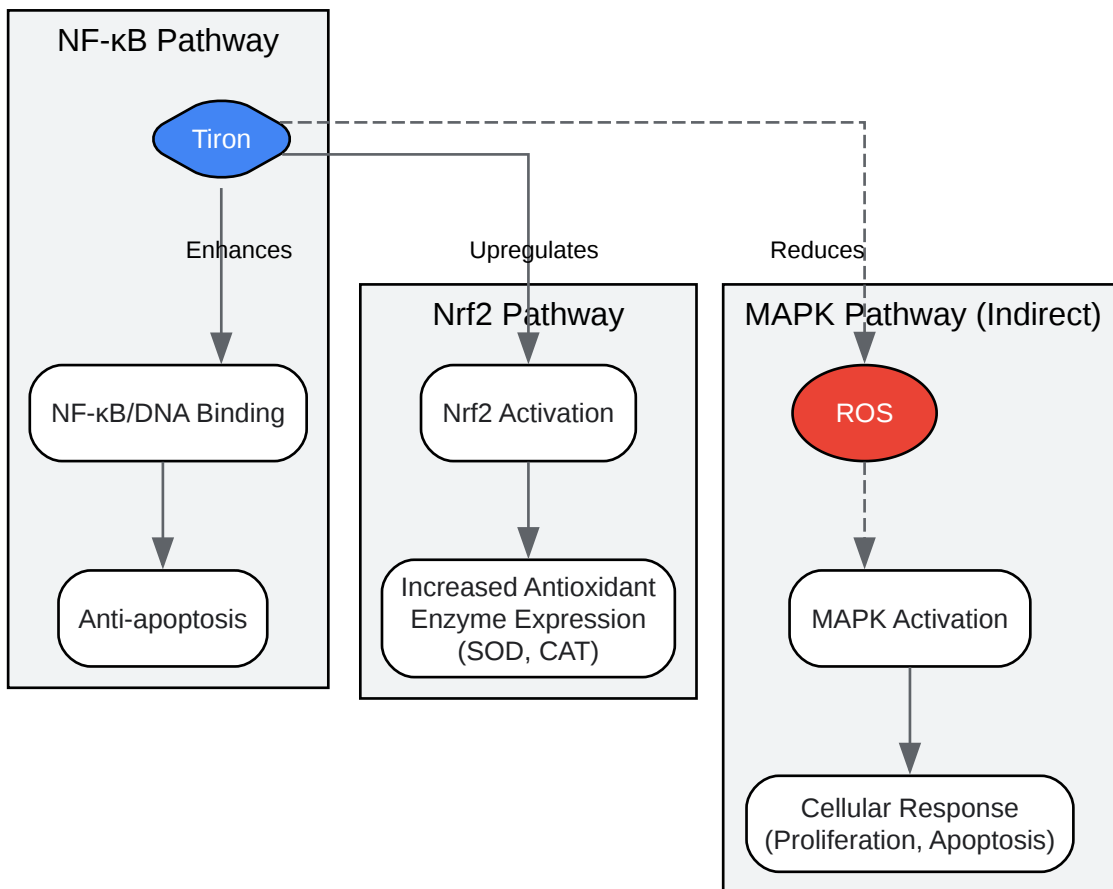 NF-κB Pathway
Tiron
Enhances
Upregulates
Reduces
Nrf2 Pathway
MAPK Pathway (Indirect)
NF-κB/DNA Binding
Nrf2 Activation
ROS
Anti-apoptosis
Increased Antioxidant
Enzyme Expression
(SOD, CAT)
MAPK Activation
Cellular Response
(Proliferation, Apoptosis)